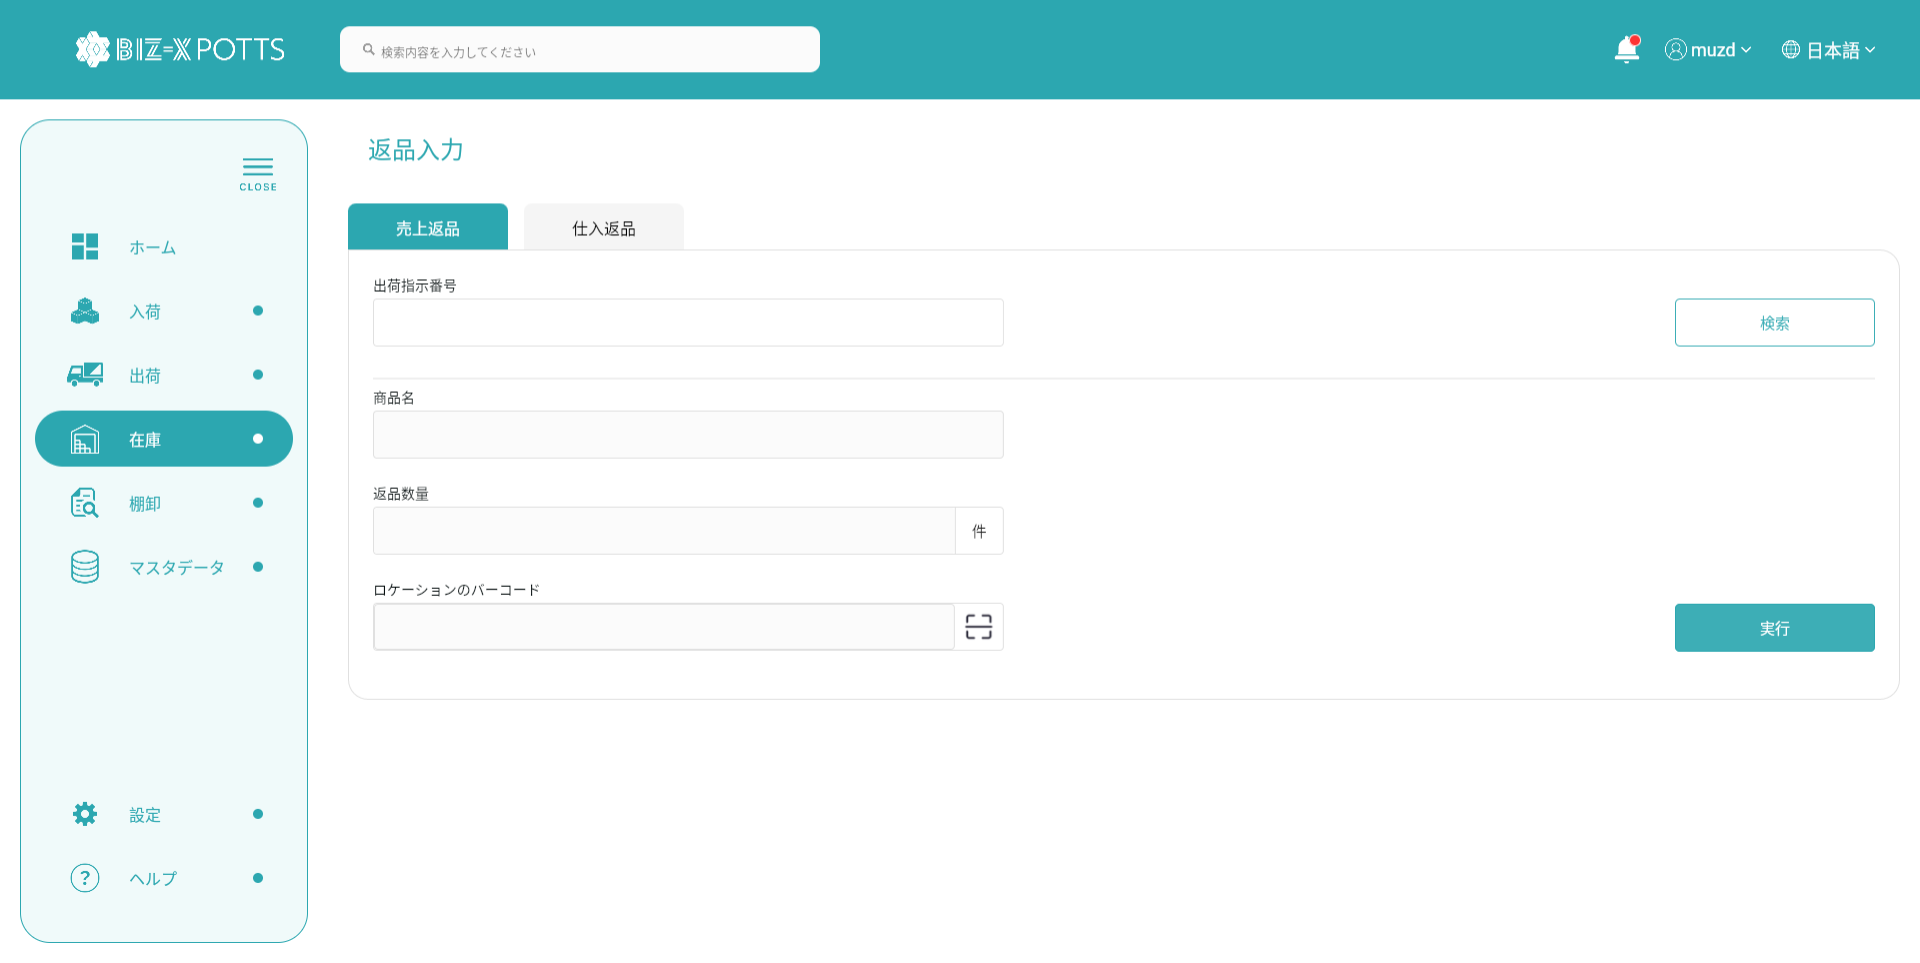 BIZ=X POTTS
検索内容を入力してください
muzd
日本語
CLOSE
ホーム
入荷
出荷
在庫
棚卸
マスタデータ
設定
ヘルプ
返品入力
売上返品
仕入返品
出荷指示番号
検索
商品名
返品数量
件
ロケーションのバーコード
実行